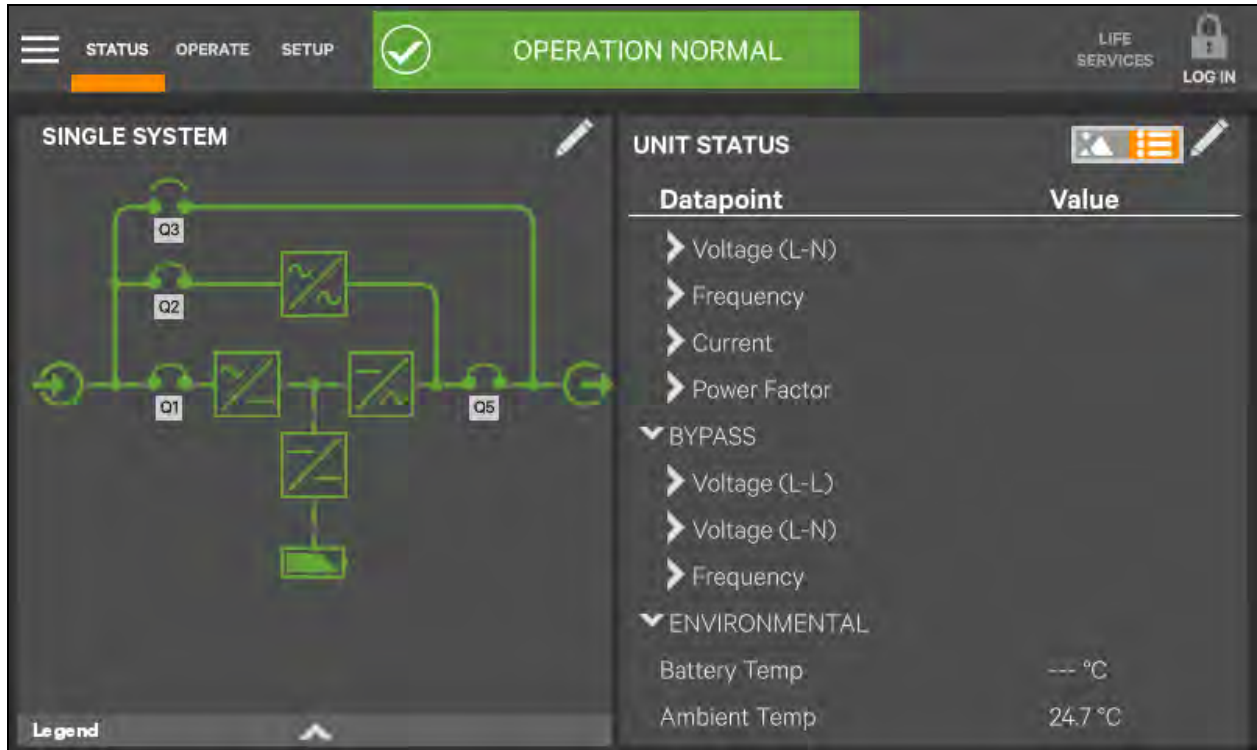 STATUS OPERATE SETUP OPERATION NORMAL LIFE
SERVICES
LOG IN
SINGLE SYSTEM
Q3
Q2
Q1
Q5
Legend
UNIT STATUS
Datapoint Value
Voltage (L-N)
Frequency
Current
Power Factor
BYPASS
Voltage (L-L)
Voltage (L-N)
Frequency
ENVIRONMENTAL
Battery Temp --- °C
Ambient Temp 24.7 °C